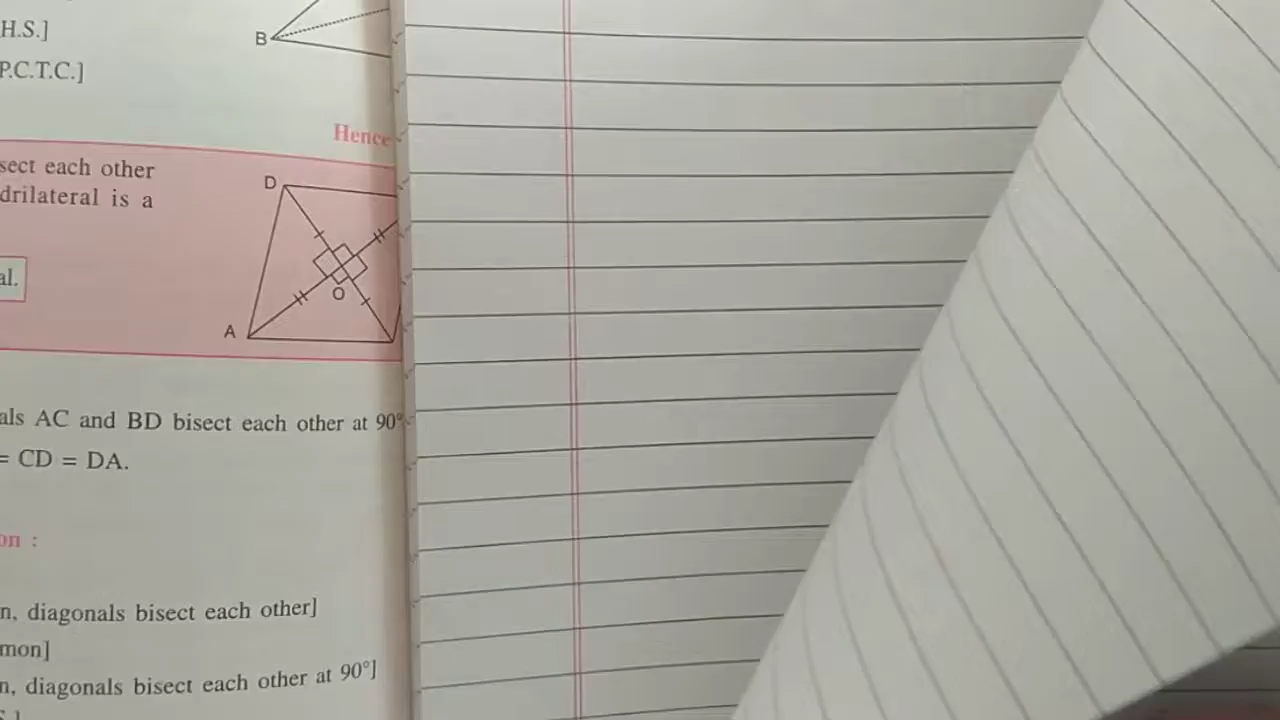 H.S.]
B
P.C.T.C.]
Hence
sect each other
D
drilateral is a
al.
O
A
als AC and BD bisect each other at 90°
= CD = DA.
on :
n, diagonals bisect each other]
mon]
n, diagonals bisect each other at 90°]